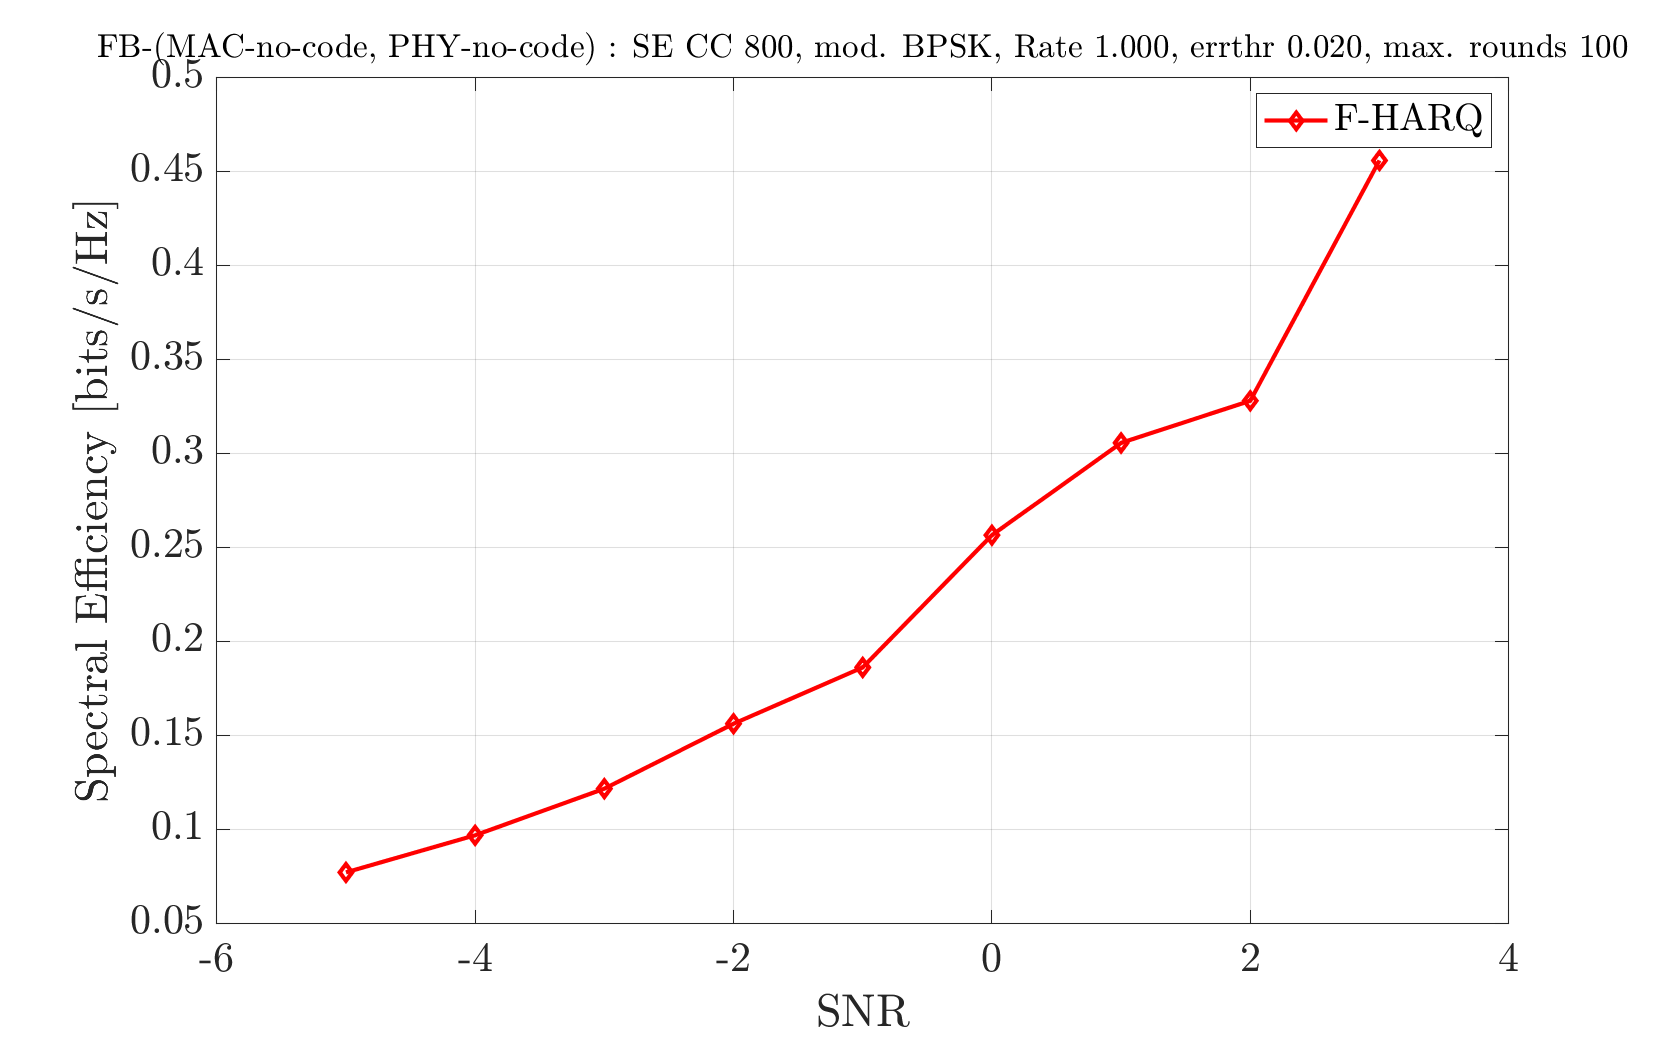 FB-(MAC-no-code, PHY-no-code) : SE CC 800, mod. BPSK, Rate 1.000, errthr 0.020, max. rounds 100
F-HARQ
0.5
0.45
0.4
0.35
0.3
0.25
0.2
0.15
0.1
0.05
Spectral Efficiency [bits/s/Hz]
-6 -4 -2 0 2 4
SNR